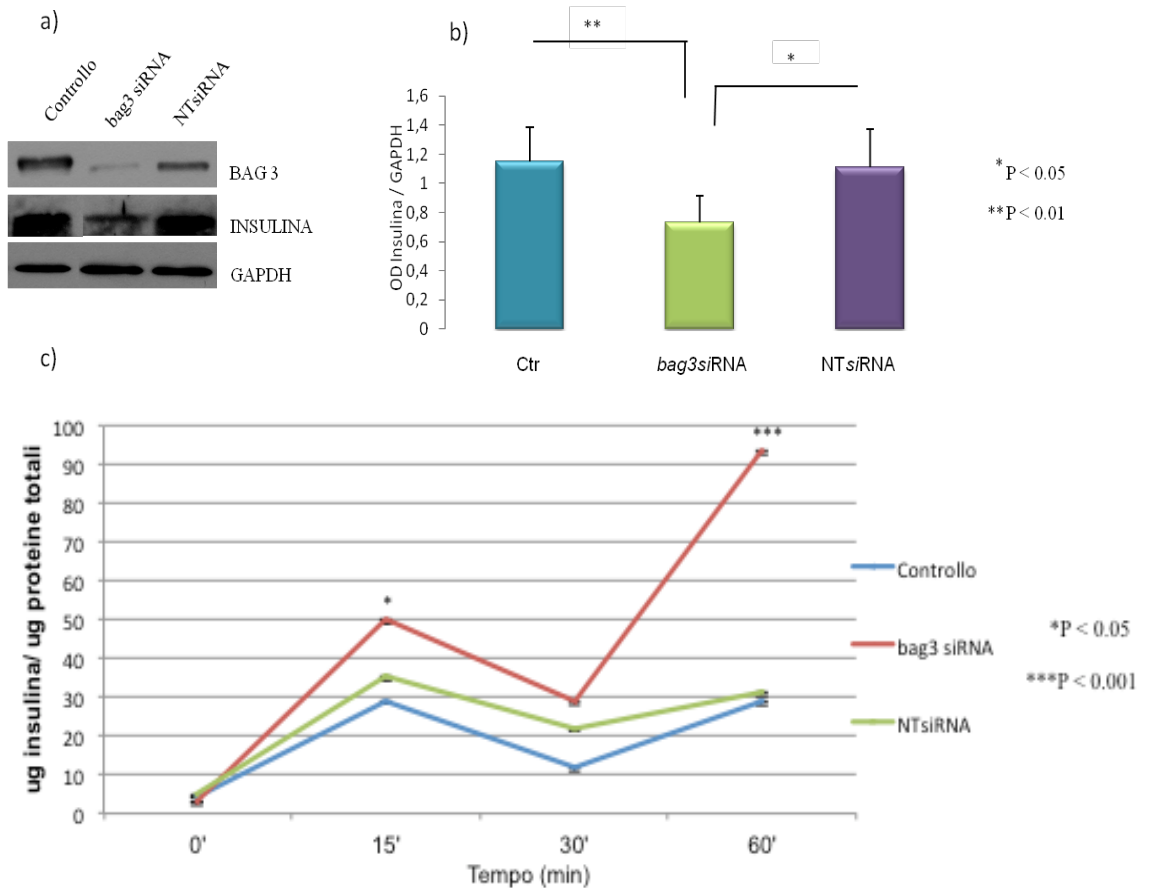 a)
Controllo
bag3 siRNA
NTsiRNA
BAG 3
INSULINA
GAPDH
b)
**
*
OD Insulina / GAPDH
1,6
1,4
1,2
1
0,8
0,6
0,4
0,2
0
Ctr
bag3siRNA
NTsiRNA
*P < 0.05
**P < 0.01
c)
ug insulina/ ug proteine totali
100
90
80
70
60
50
40
30
20
10
0
*
***
0'
15'
30'
60'
Tempo (min)
Controllo
bag3 siRNA
NTsiRNA
*P < 0.05
***P < 0.001